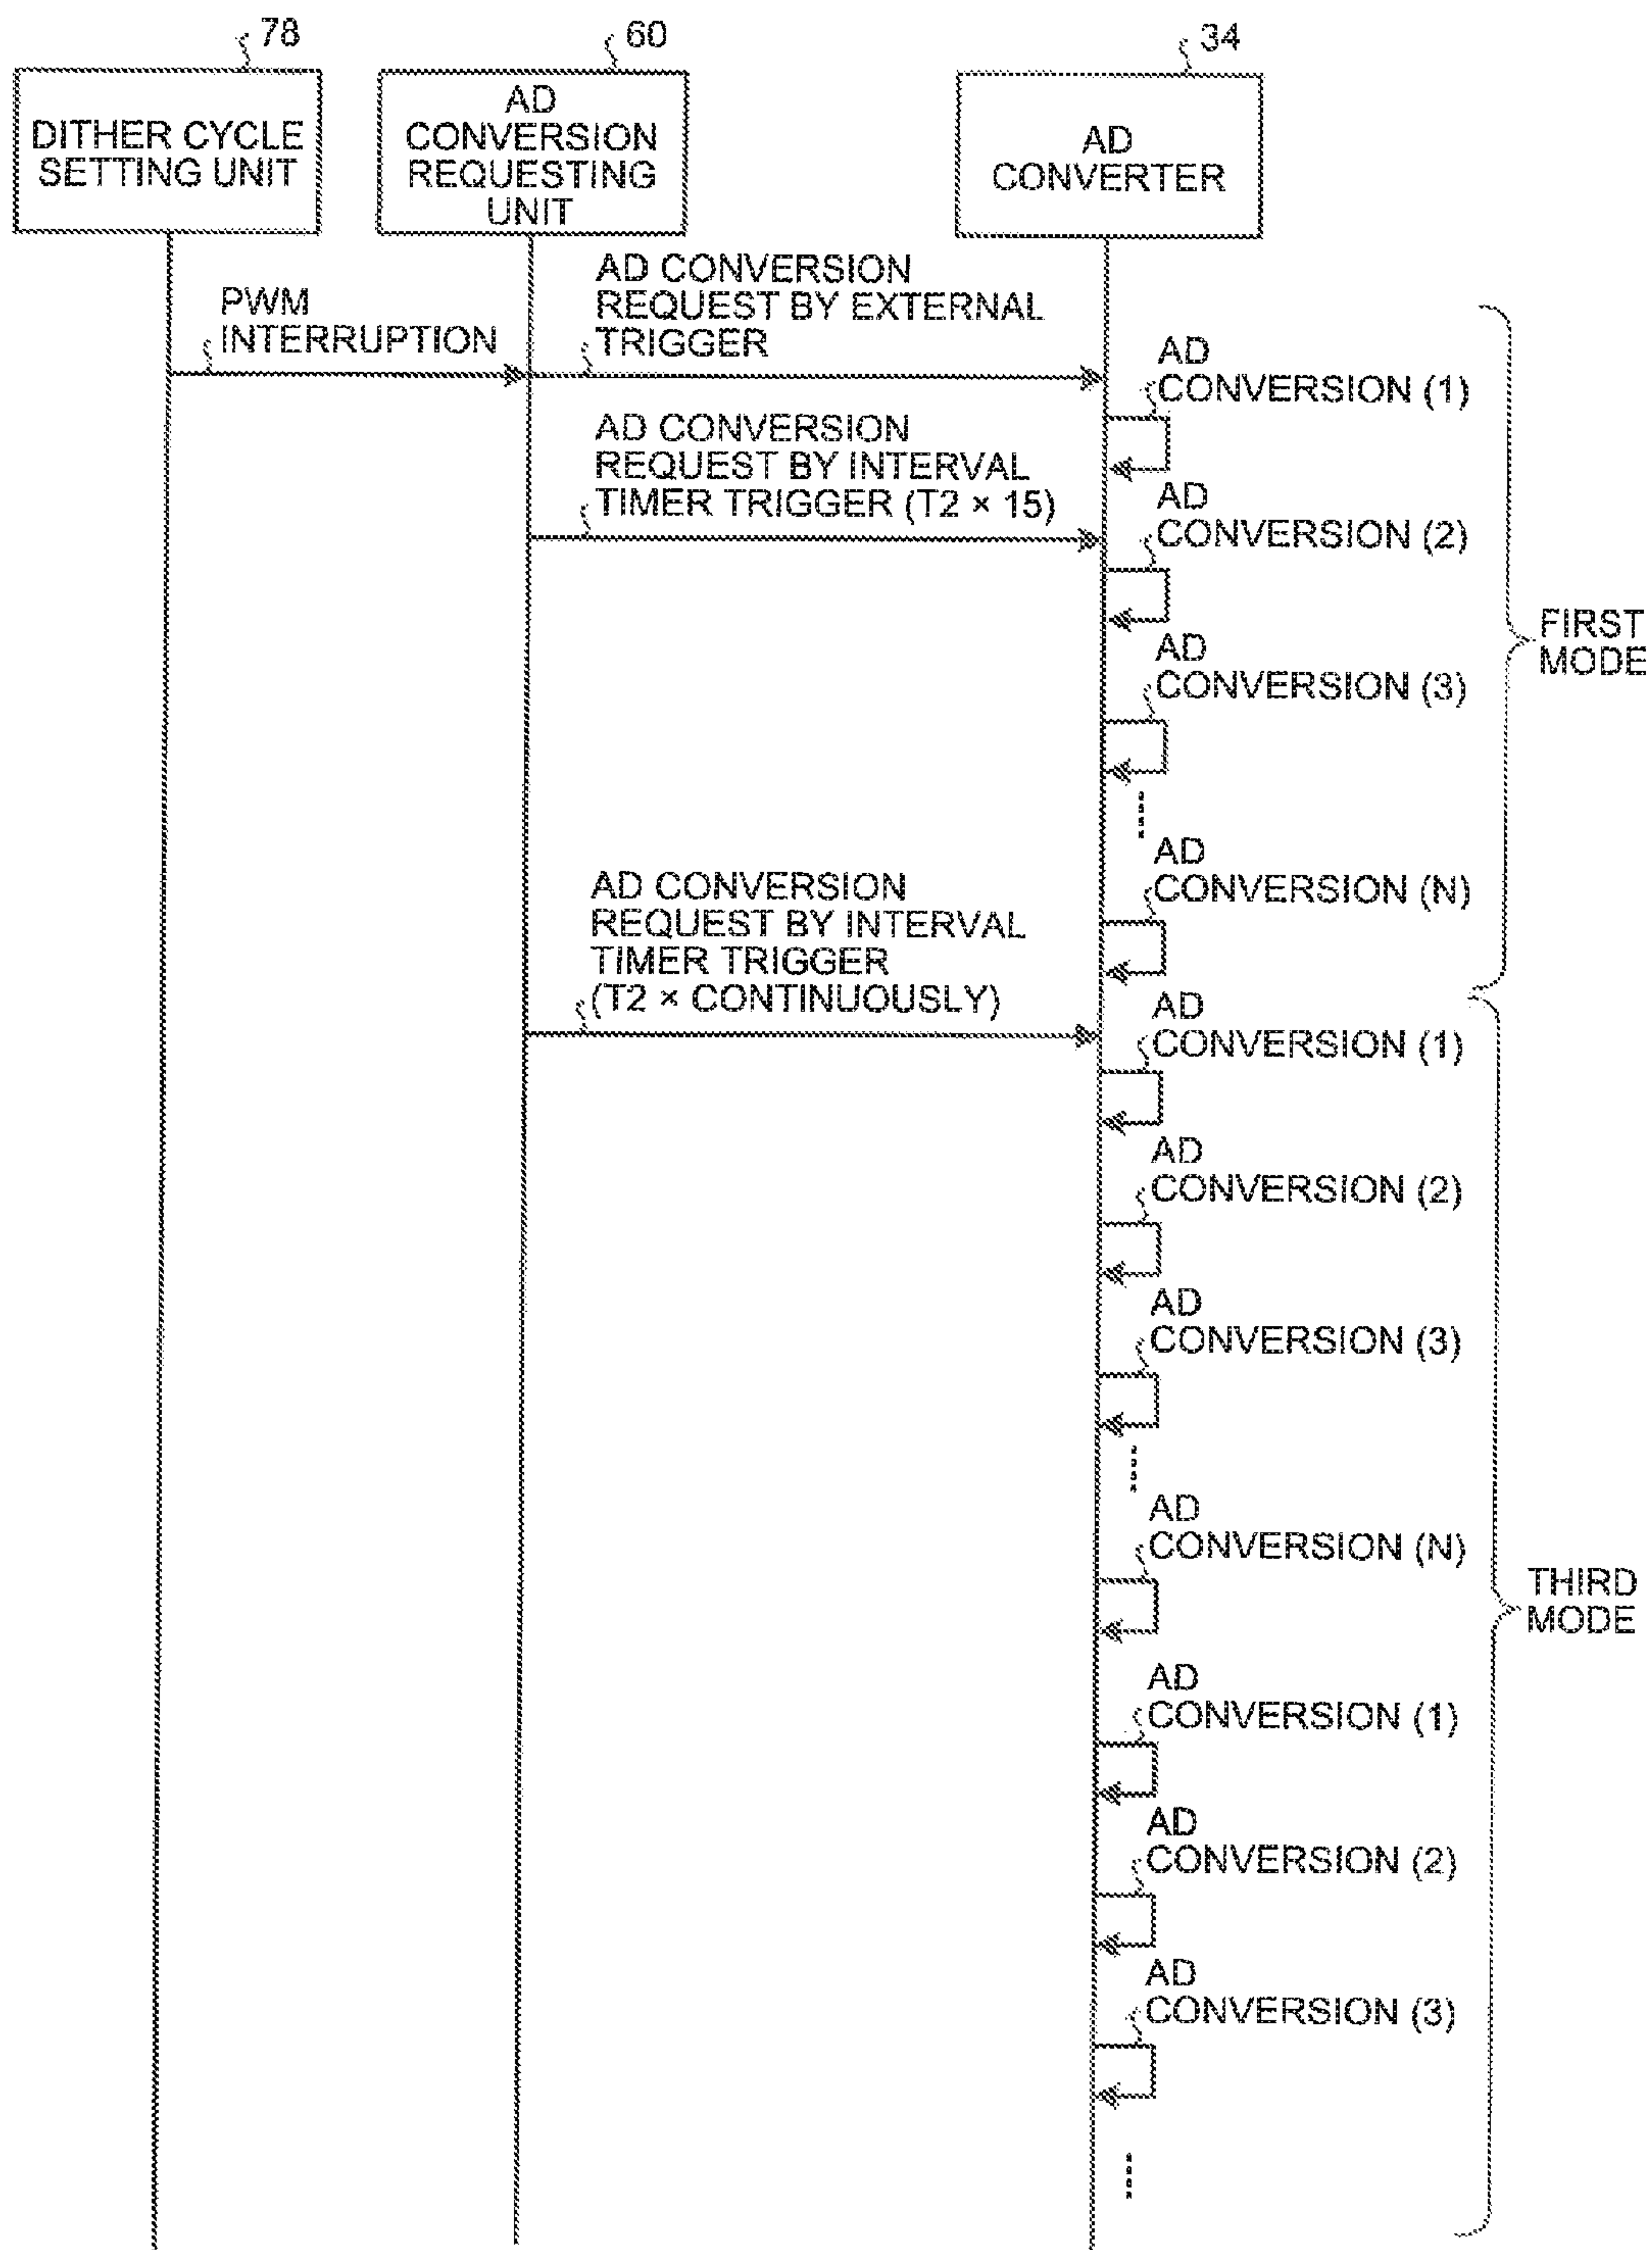 78
60
34
DITHER CYCLE
SETTING UNIT
AD
CONVERSION
REQUESTING
UNIT
AD
CONVERTER
PWM
INTERRUPTION
AD CONVERSION
REQUEST BY EXTERNAL
TRIGGER
AD
CONVERSION (1)
AD CONVERSION
REQUEST BY INTERVAL
TIMER TRIGGER (T2 × 15)
AD
CONVERSION (2)
FIRST
MODE
AD
CONVERSION (3)
AD
CONVERSION (N)
AD CONVERSION
REQUEST BY INTERVAL
TIMER TRIGGER
(T2 × CONTINUOUSLY)
AD
CONVERSION (1)
AD
CONVERSION (2)
AD
CONVERSION (3)
AD
CONVERSION (N)
THIRD
MODE
AD
CONVERSION (1)
AD
CONVERSION (2)
AD
CONVERSION (3)